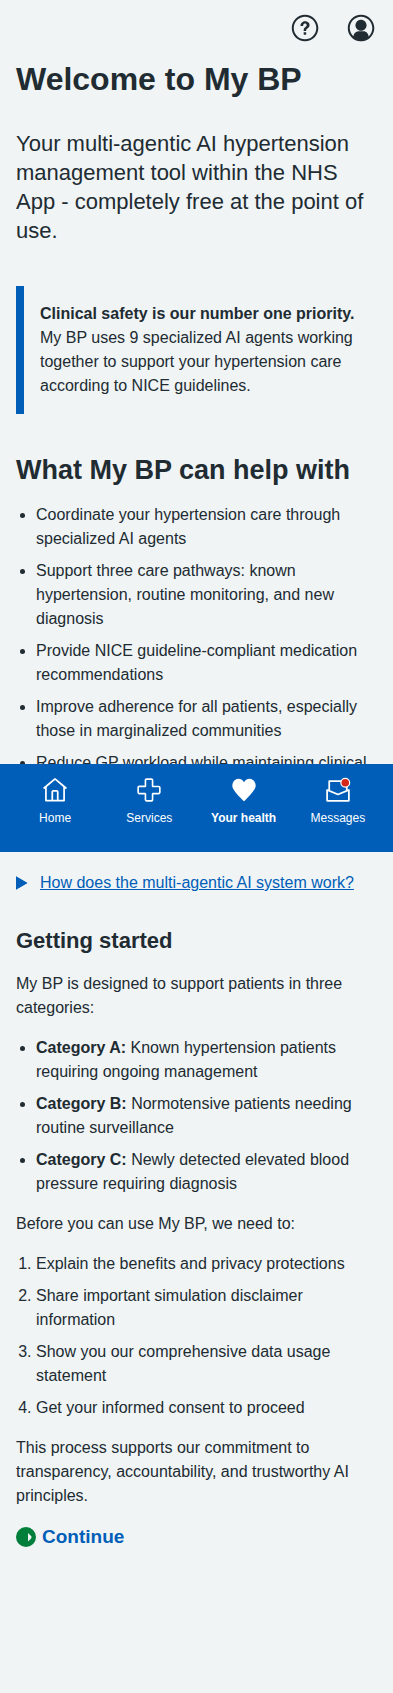 Welcome to My BP
Your multi-agentic AI hypertension
management tool within the NHS
App - completely free at the point of
use.
Clinical safety is our number one priority.
My BP uses 9 specialized AI agents working
together to support your hypertension care
according to NICE guidelines.
What My BP can help with
• Coordinate your hypertension care through
specialized AI agents
• Support three care pathways: known
hypertension, routine monitoring, and new
diagnosis
• Provide NICE guideline-compliant medication
recommendations
• Improve adherence for all patients, especially
those in marginalized communities
• Reduce GP workload while maintaining clinical
Home
Services
Your health
Messages
How does the multi-agentic AI system work?
Getting started
My BP is designed to support patients in three
categories:
• Category A: Known hypertension patients
requiring ongoing management
• Category B: Normotensive patients needing
routine surveillance
• Category C: Newly detected elevated blood
pressure requiring diagnosis
Before you can use My BP, we need to:
1. Explain the benefits and privacy protections
2. Share important simulation disclaimer
information
3. Show you our comprehensive data usage
statement
4. Get your informed consent to proceed
This process supports our commitment to
transparency, accountability, and trustworthy AI
principles.
Continue